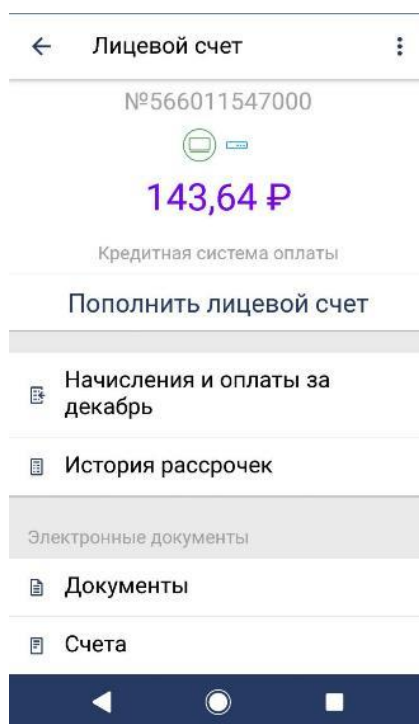 Лицевой счет
№566011547000
143,64 ₽
Кредитная система оплаты
Пополнить лицевой счет
Начисления и оплаты за
декабрь
История рассрочек
Электронные документы
Документы
Счета